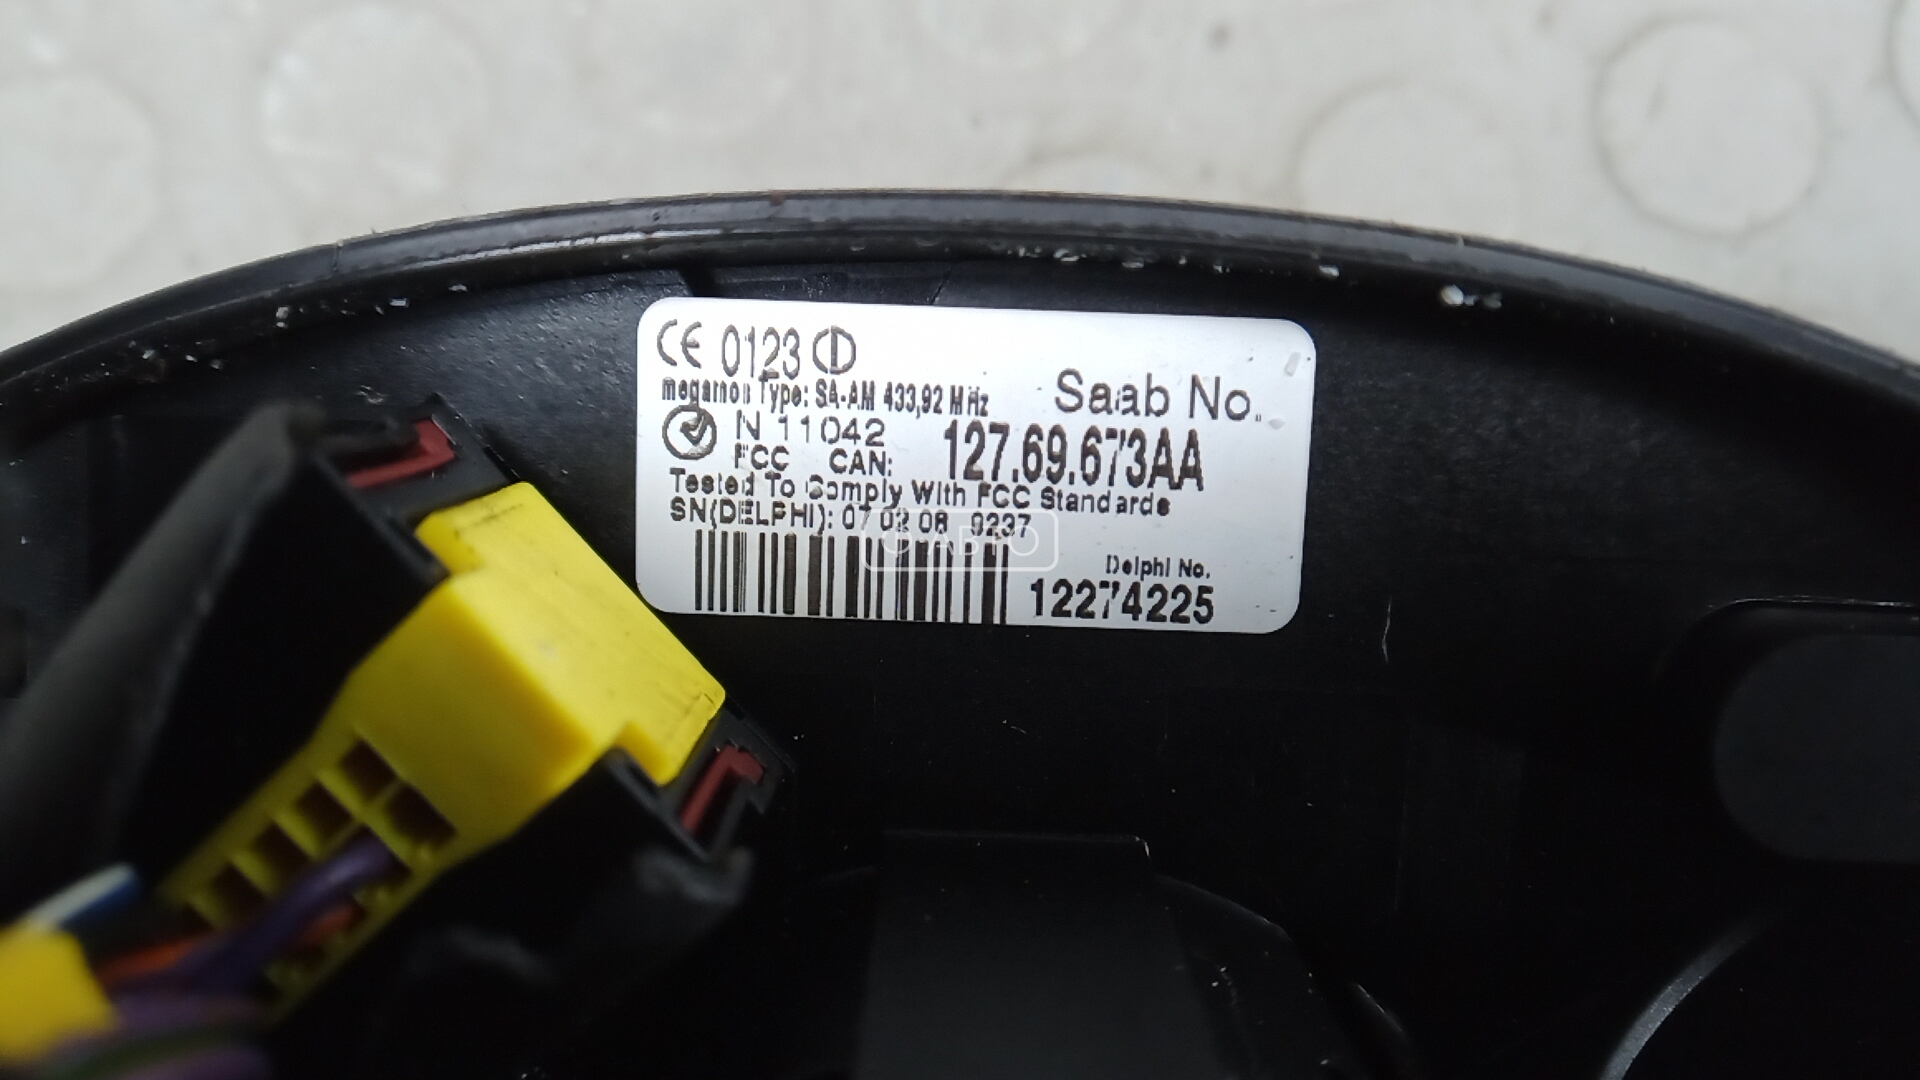 CE 0123
megamos Type: SA-AM 433,92 MHz
Saab No.
N 11042
FCC CAN:
127.69.673AA
Tested To Comply With FCC Standards
SN(DELPHI): 07 02 08 0237
Delphi No.
12274225